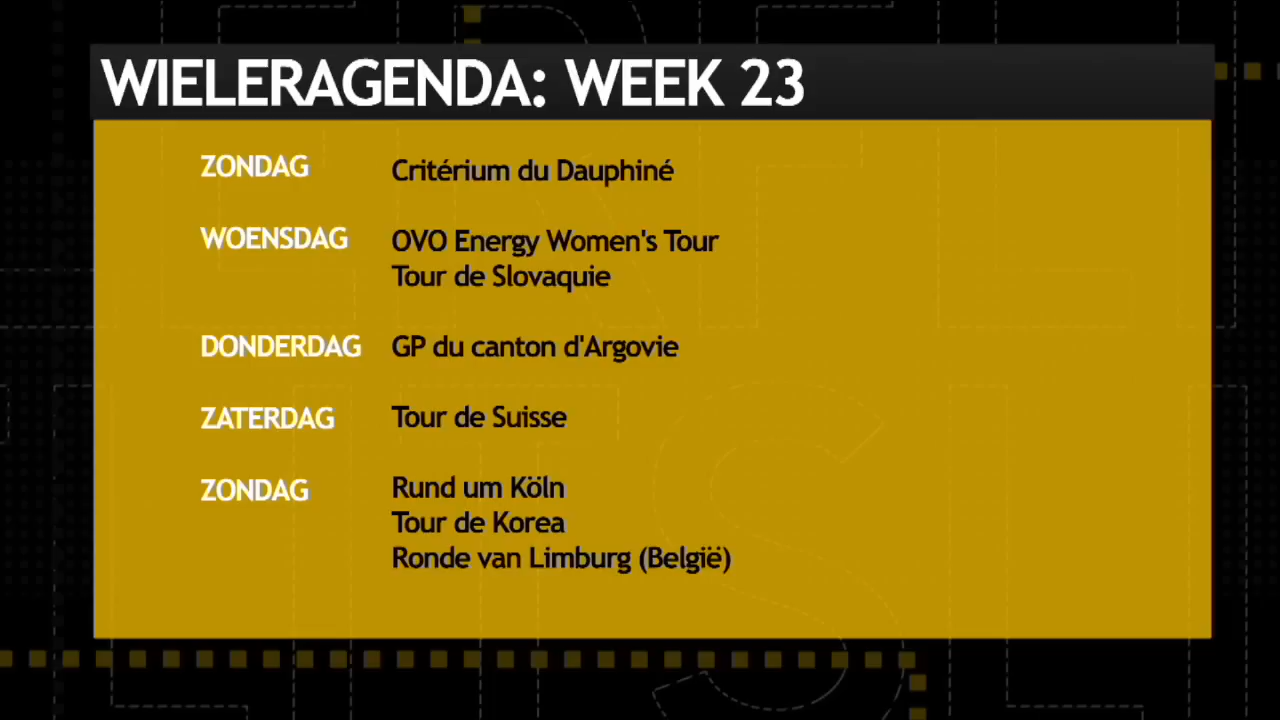 WIELERAGENDA: WEEK 23
ZONDAG Critérium du Dauphiné
WOENSDAG OVO Energy Women's Tour
Tour de Slovaquie
DONDERDAG GP du canton d'Argovie
ZATERDAG Tour de Suisse
ZONDAG Rund um Köln
Tour de Korea
Ronde van Limburg (België)